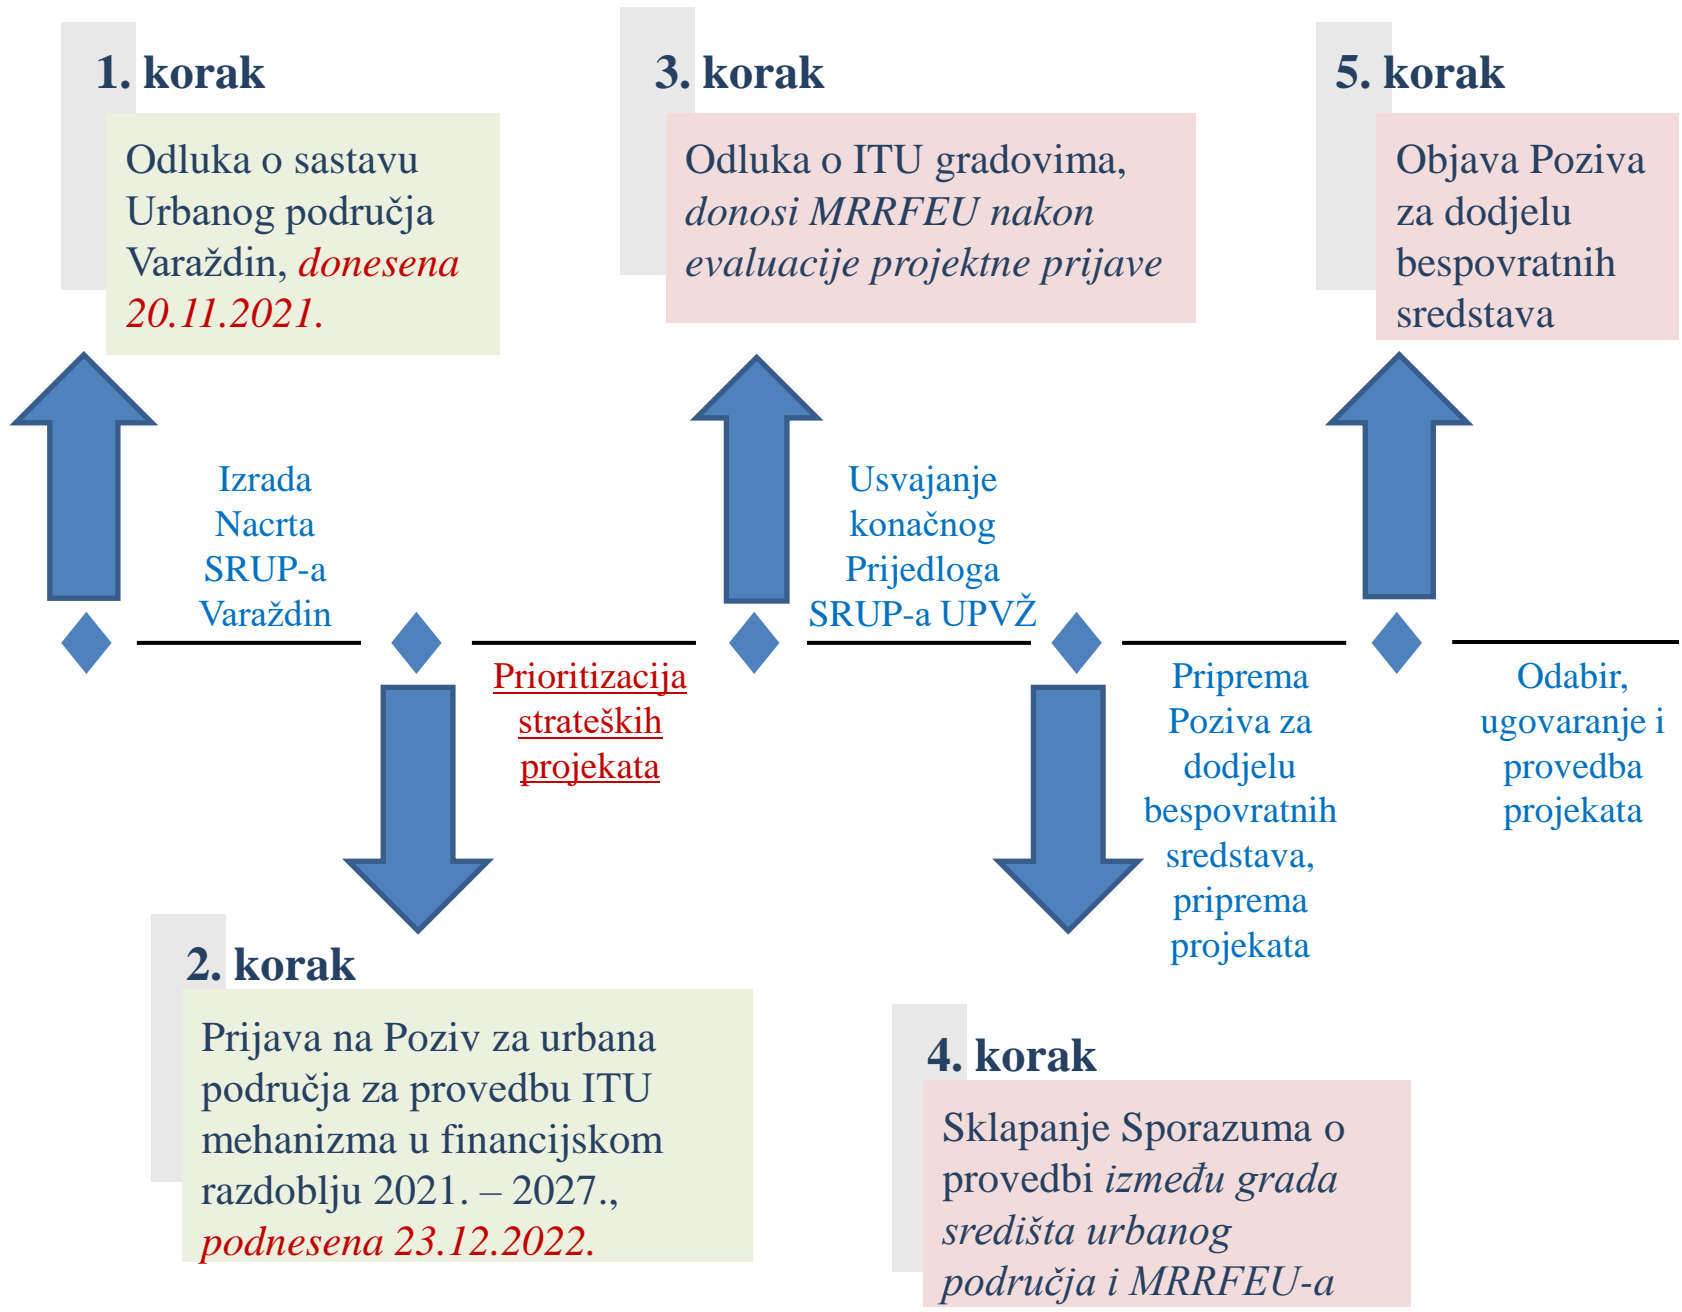 1. korak
Odluka o sastavu
Urbanog područja
Varaždin, donesena
20.11.2021.
3. korak
Odluka o ITU gradovima,
donosi MRRFEU nakon
evaluacije projektne prijave
5. korak
Objava Poziva
za dodjelu
bespovratnih
sredstava
Izrada
Nacrta
SRUP-a
Varaždin
Prioritizacija
strateških
projekata
Usvajanje
konačnog
Prijedloga
SRUP-a UPVŽ
Priprema
Poziva za
dodjelu
bespovratnih
sredstava,
priprema
projekata
Odabir,
ugovaranje i
provedba
projekata
2. korak
Prijava na Poziv za urbana
područja za provedbu ITU
mehanizma u financijskom
razdoblju 2021. – 2027.,
podnesena 23.12.2022.
4. korak
Sklapanje Sporazuma o
provedbi između grada
središta urbanog
područja i MRRFEU-a